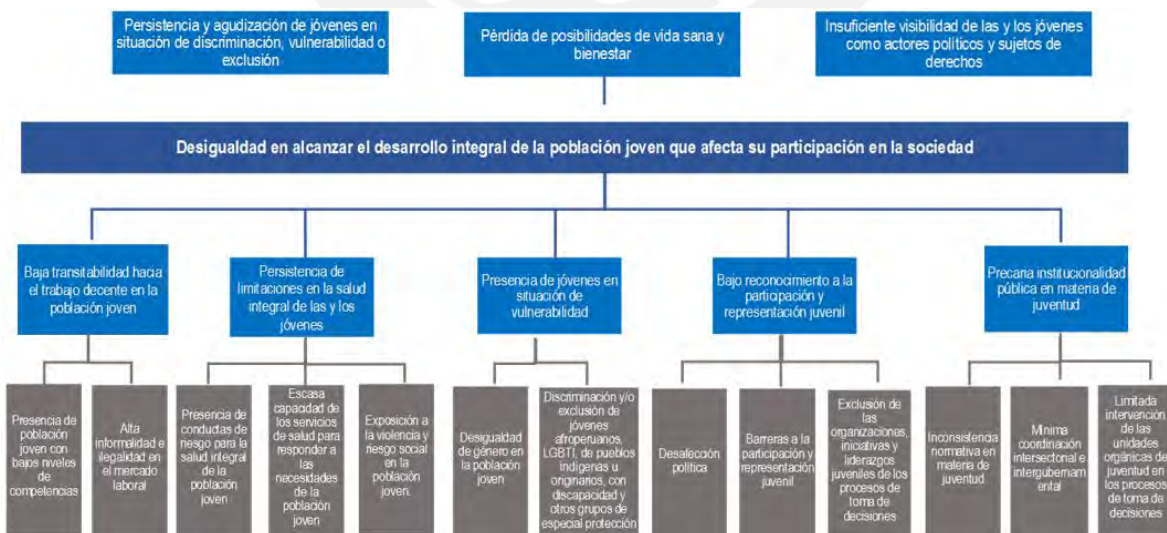 Persistencia y agudización de jóvenes en
situación de discriminación, vulnerabilidad o
exclusión
Pérdida de posibilidades de vida sana y
bienestar
Insuficiente visibilidad de las y los jóvenes
como actores políticos y sujetos de
derechos
Desigualdad en alcanzar el desarrollo integral de la población joven que afecta su participación en la sociedad
Baja transitabilidad hacia
el trabajo decente en la
población joven
Persistencia de
limitaciones en la salud
integral de las y los
jóvenes
Presencia de jóvenes en
situación de
vulnerabilidad
Bajo reconocimiento a la
participación y
representación juvenil
Precaria institucionalidad
pública en materia de
juventud
Presencia de
población
joven con
bajos niveles
de
competencias
Alta
informalidad e
ilegalidad en
el mercado
laboral
Presencia de
conductas de
riesgo para la
salud integral
de la
población
joven
Escasa
capacidad de
los servicios
de salud para
responder a
las
necesidades
de la
población
joven
Exposición a
la violencia y
riesgo social
en la
población
joven.
Desigualdad
de género en
la población
joven
Discriminación y/o
exclusión de
jóvenes
afroperuanos,
LGBTI, de pueblos
indígenas u
originarios, con
discapacidad y
otros grupos de
especial protección
Desafección
política
Barreras a la
participación y
representación
juvenil
Exclusión de
las
organizaciones,
iniciativas y
liderazgos
juveniles de los
procesos de
toma de
decisiones
Inconsistencia
normativa en
materia de
juventud
Mínima
coordinación
intersectorial e
intergubernam
ental
Limitada
intervención
de las
unidades
orgánicas de
juventud en
los procesos
de toma de
decisiones